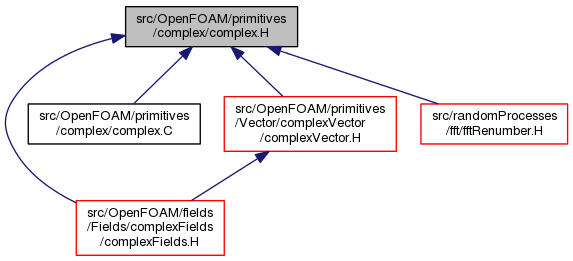 src/OpenFOAM/primitives
/complex/complex.H
src/OpenFOAM/primitives
/complex/complex.C
src/OpenFOAM/primitives
/Vector/complexVector
/complexVector.H
src/randomProcesses
/fft/fftRenumber.H
src/OpenFOAM/fields
/Fields/complexFields
/complexFields.H